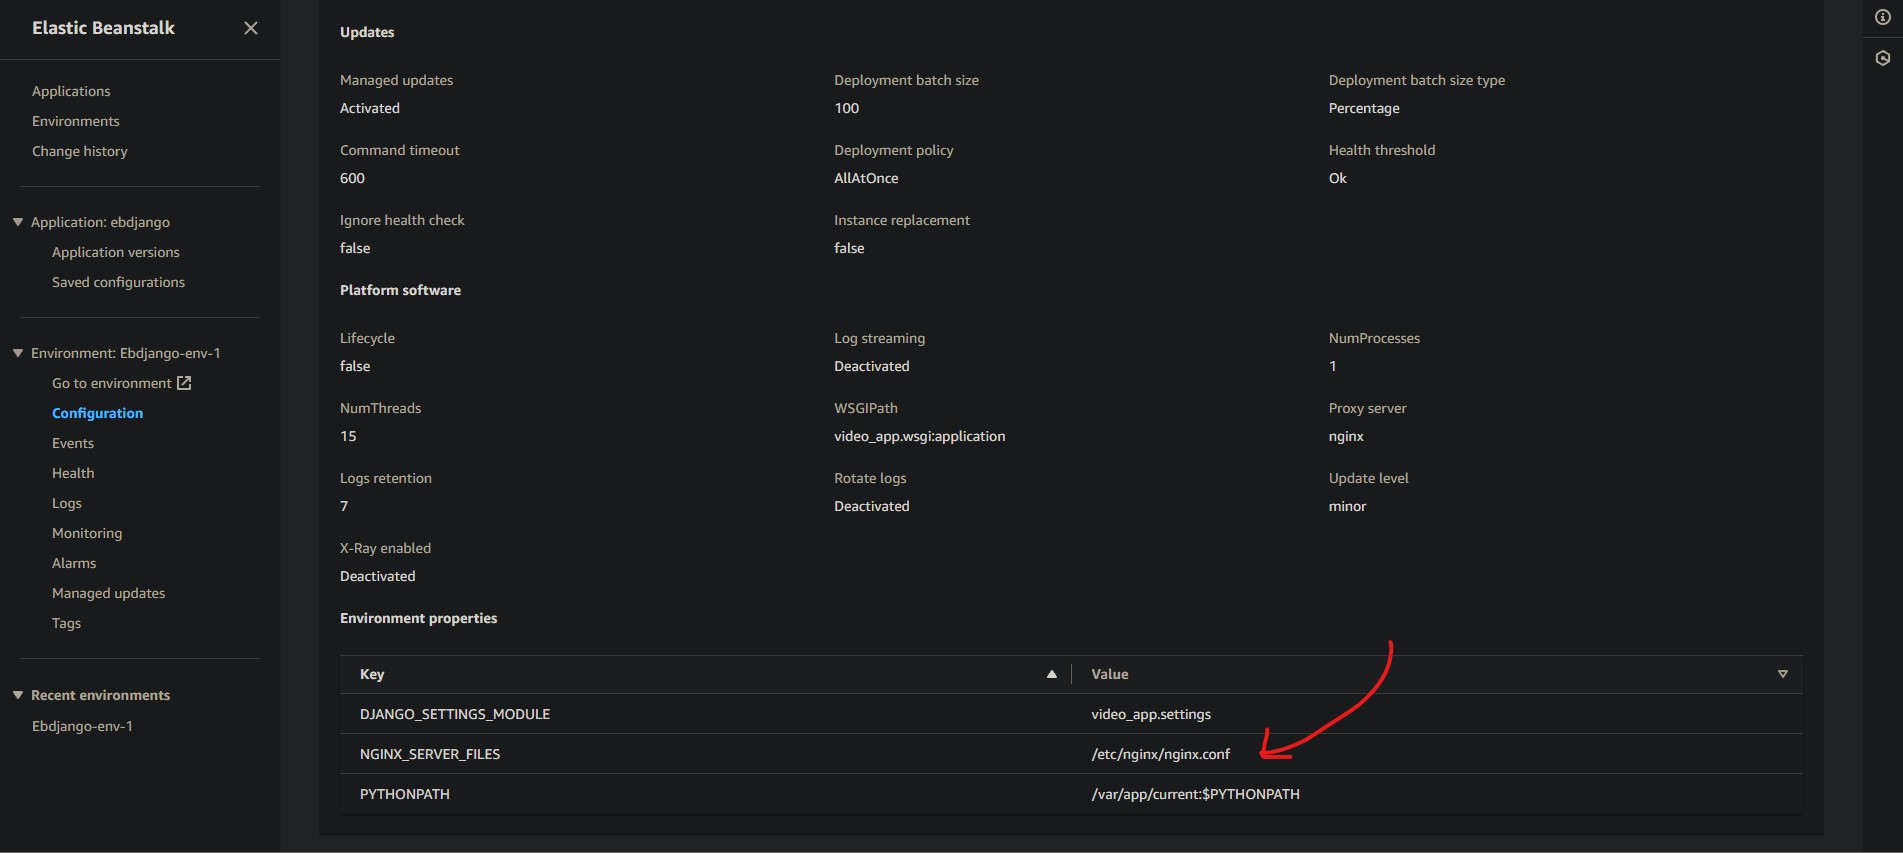 Elastic Beanstalk
Applications
Environments
Change history
Application: ebdjango
Application versions
Saved configurations
Environment: Ebdjango-env-1
Go to environment
Configuration
Events
Health
Logs
Monitoring
Alarms
Managed updates
Tags
Recent environments
Ebdjango-env-1
Updates
Managed updates Deployment batch size Deployment batch size type
Activated 100 Percentage
Command timeout Deployment policy Health threshold
600 AllAtOnce Ok
Ignore health check Instance replacement
false false
Platform software
Lifecycle Log streaming NumProcesses
false Deactivated 1
NumThreads WSGIPath Proxy server
15 video_app.wsgi:application nginx
Logs retention Rotate logs Update level
7 Deactivated minor
X-Ray enabled
Deactivated
Environment properties
Key Value
DJANGO_SETTINGS_MODULE video_app.settings
NGINX_SERVER_FILES /etc/nginx/nginx.conf
PYTHONPATH /var/app/current:$PYTHONPATH